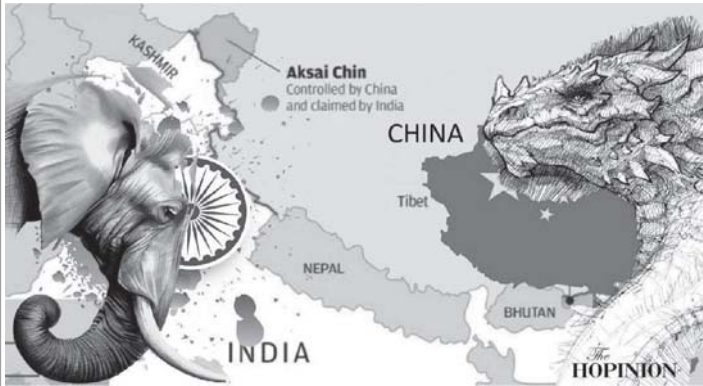 KASHMIR
Aksai Chin
Controlled by China
and claimed by India
CHINA
Tibet
NEPAL
BHUTAN
INDIA
The
HOPINION